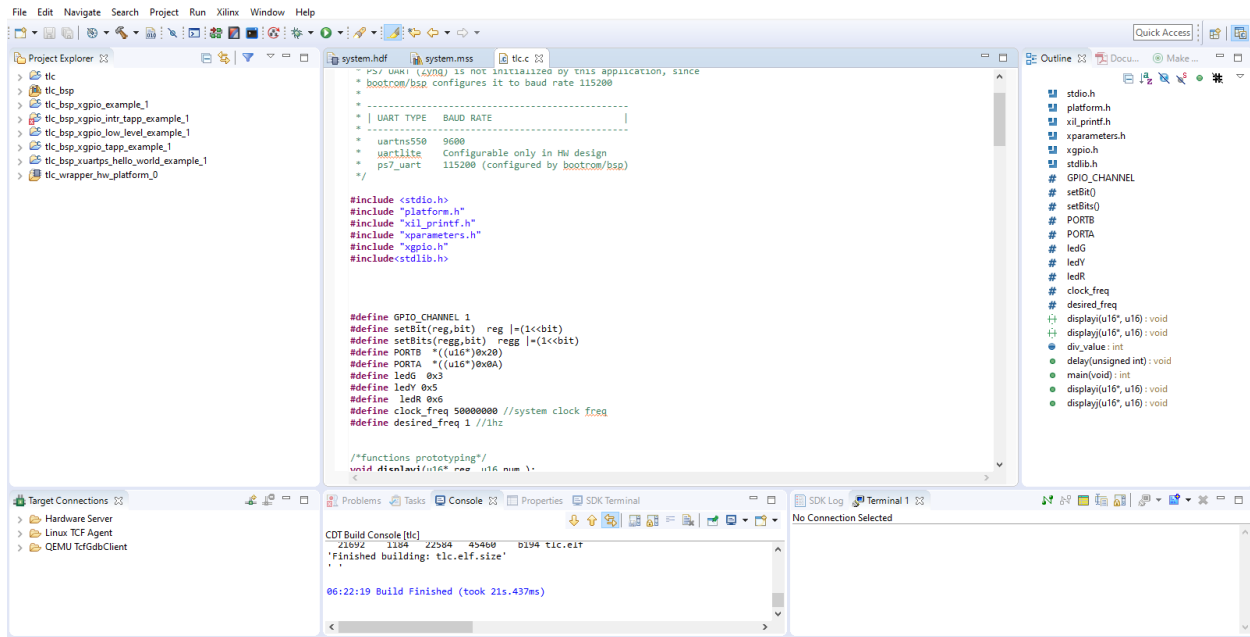 File Edit Navigate Search Project Run Xilinx Window Help
Quick Access
Project Explorer
tlc
tlc_bsp
tlc_bsp_xgpio_example_1
tlc_bsp_xgpio_intr_tapp_example_1
tlc_bsp_xgpio_low_level_example_1
tlc_bsp_xgpio_tapp_example_1
tlc_bsp_xuartps_hello_world_example_1
tlc_wrapper_hw_platform_0
system.hdf system.mss tlc.c
* PS7 UART (Zynq) is not initialized by this application, since
* bootrom/bsp configures it to baud rate 115200
*
* ------------------------------------------------
* | UART TYPE BAUD RATE |
* ------------------------------------------------
* uartns550 9600
* uartlite Configurable only in HW design
* ps7_uart 115200 (configured by bootrom/bsp)
*/
#include <stdio.h>
#include "platform.h"
#include "xil_printf.h"
#include "xparameters.h"
#include "xgpio.h"
#include<stdlib.h>
#define GPIO_CHANNEL 1
#define setBit(reg,bit) reg |=(1<<bit)
#define setBits(regg,bit) regg |=(1<<bit)
#define PORTB *((u16*)0x20)
#define PORTA *((u16*)0x0A)
#define ledG 0x3
#define ledY 0x5
#define ledR 0x6
#define clock_freq 50000000 //system clock freq
#define desired_freq 1 //1hz
/*functions prototyping*/
void displayi(u16* reg, u16 num );
Outline Docu... Make ...
stdio.h
platform.h
xil_printf.h
xparameters.h
xgpio.h
stdlib.h
GPIO_CHANNEL
setBit()
setBits()
PORTB
PORTA
ledG
ledY
ledR
clock_freq
desired_freq
displayi(u16*, u16) : void
displayj(u16*, u16) : void
div_value : int
delay(unsigned int) : void
main(void) : int
displayi(u16*, u16) : void
displayj(u16*, u16) : void
Target Connections
Hardware Server
Linux TCF Agent
QEMU TcfGdbClient
Problems Tasks Console Properties SDK Terminal
CDT Build Console [tlc]
21692 1184 22584 45460 b194 tlc.elf
'Finished building: tlc.elf.size'
' '
06:22:19 Build Finished (took 21s.437ms)
SDK Log Terminal 1
No Connection Selected